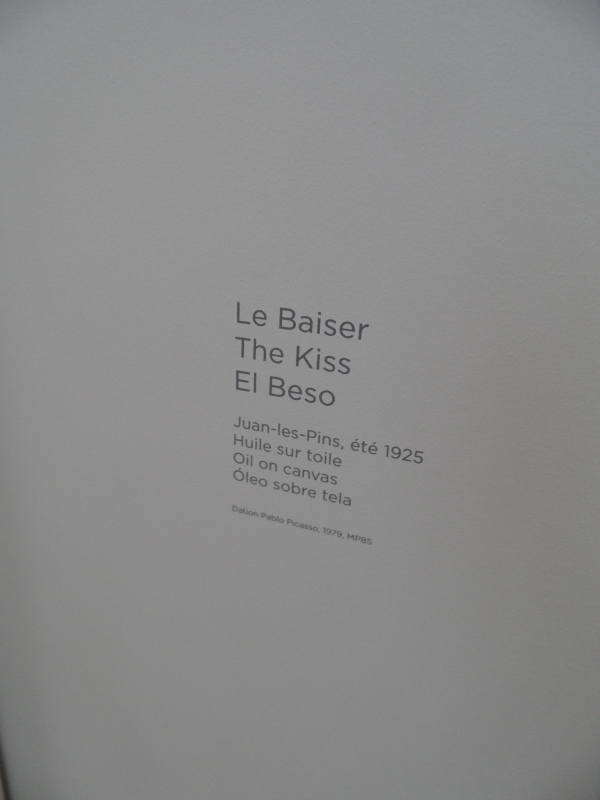 Le Baiser
The Kiss
El Beso
Juan-les-Pins, été 1925
Huile sur toile
Oil on canvas
Óleo sobre tela
Dation Pablo Picasso, 1979, MP85